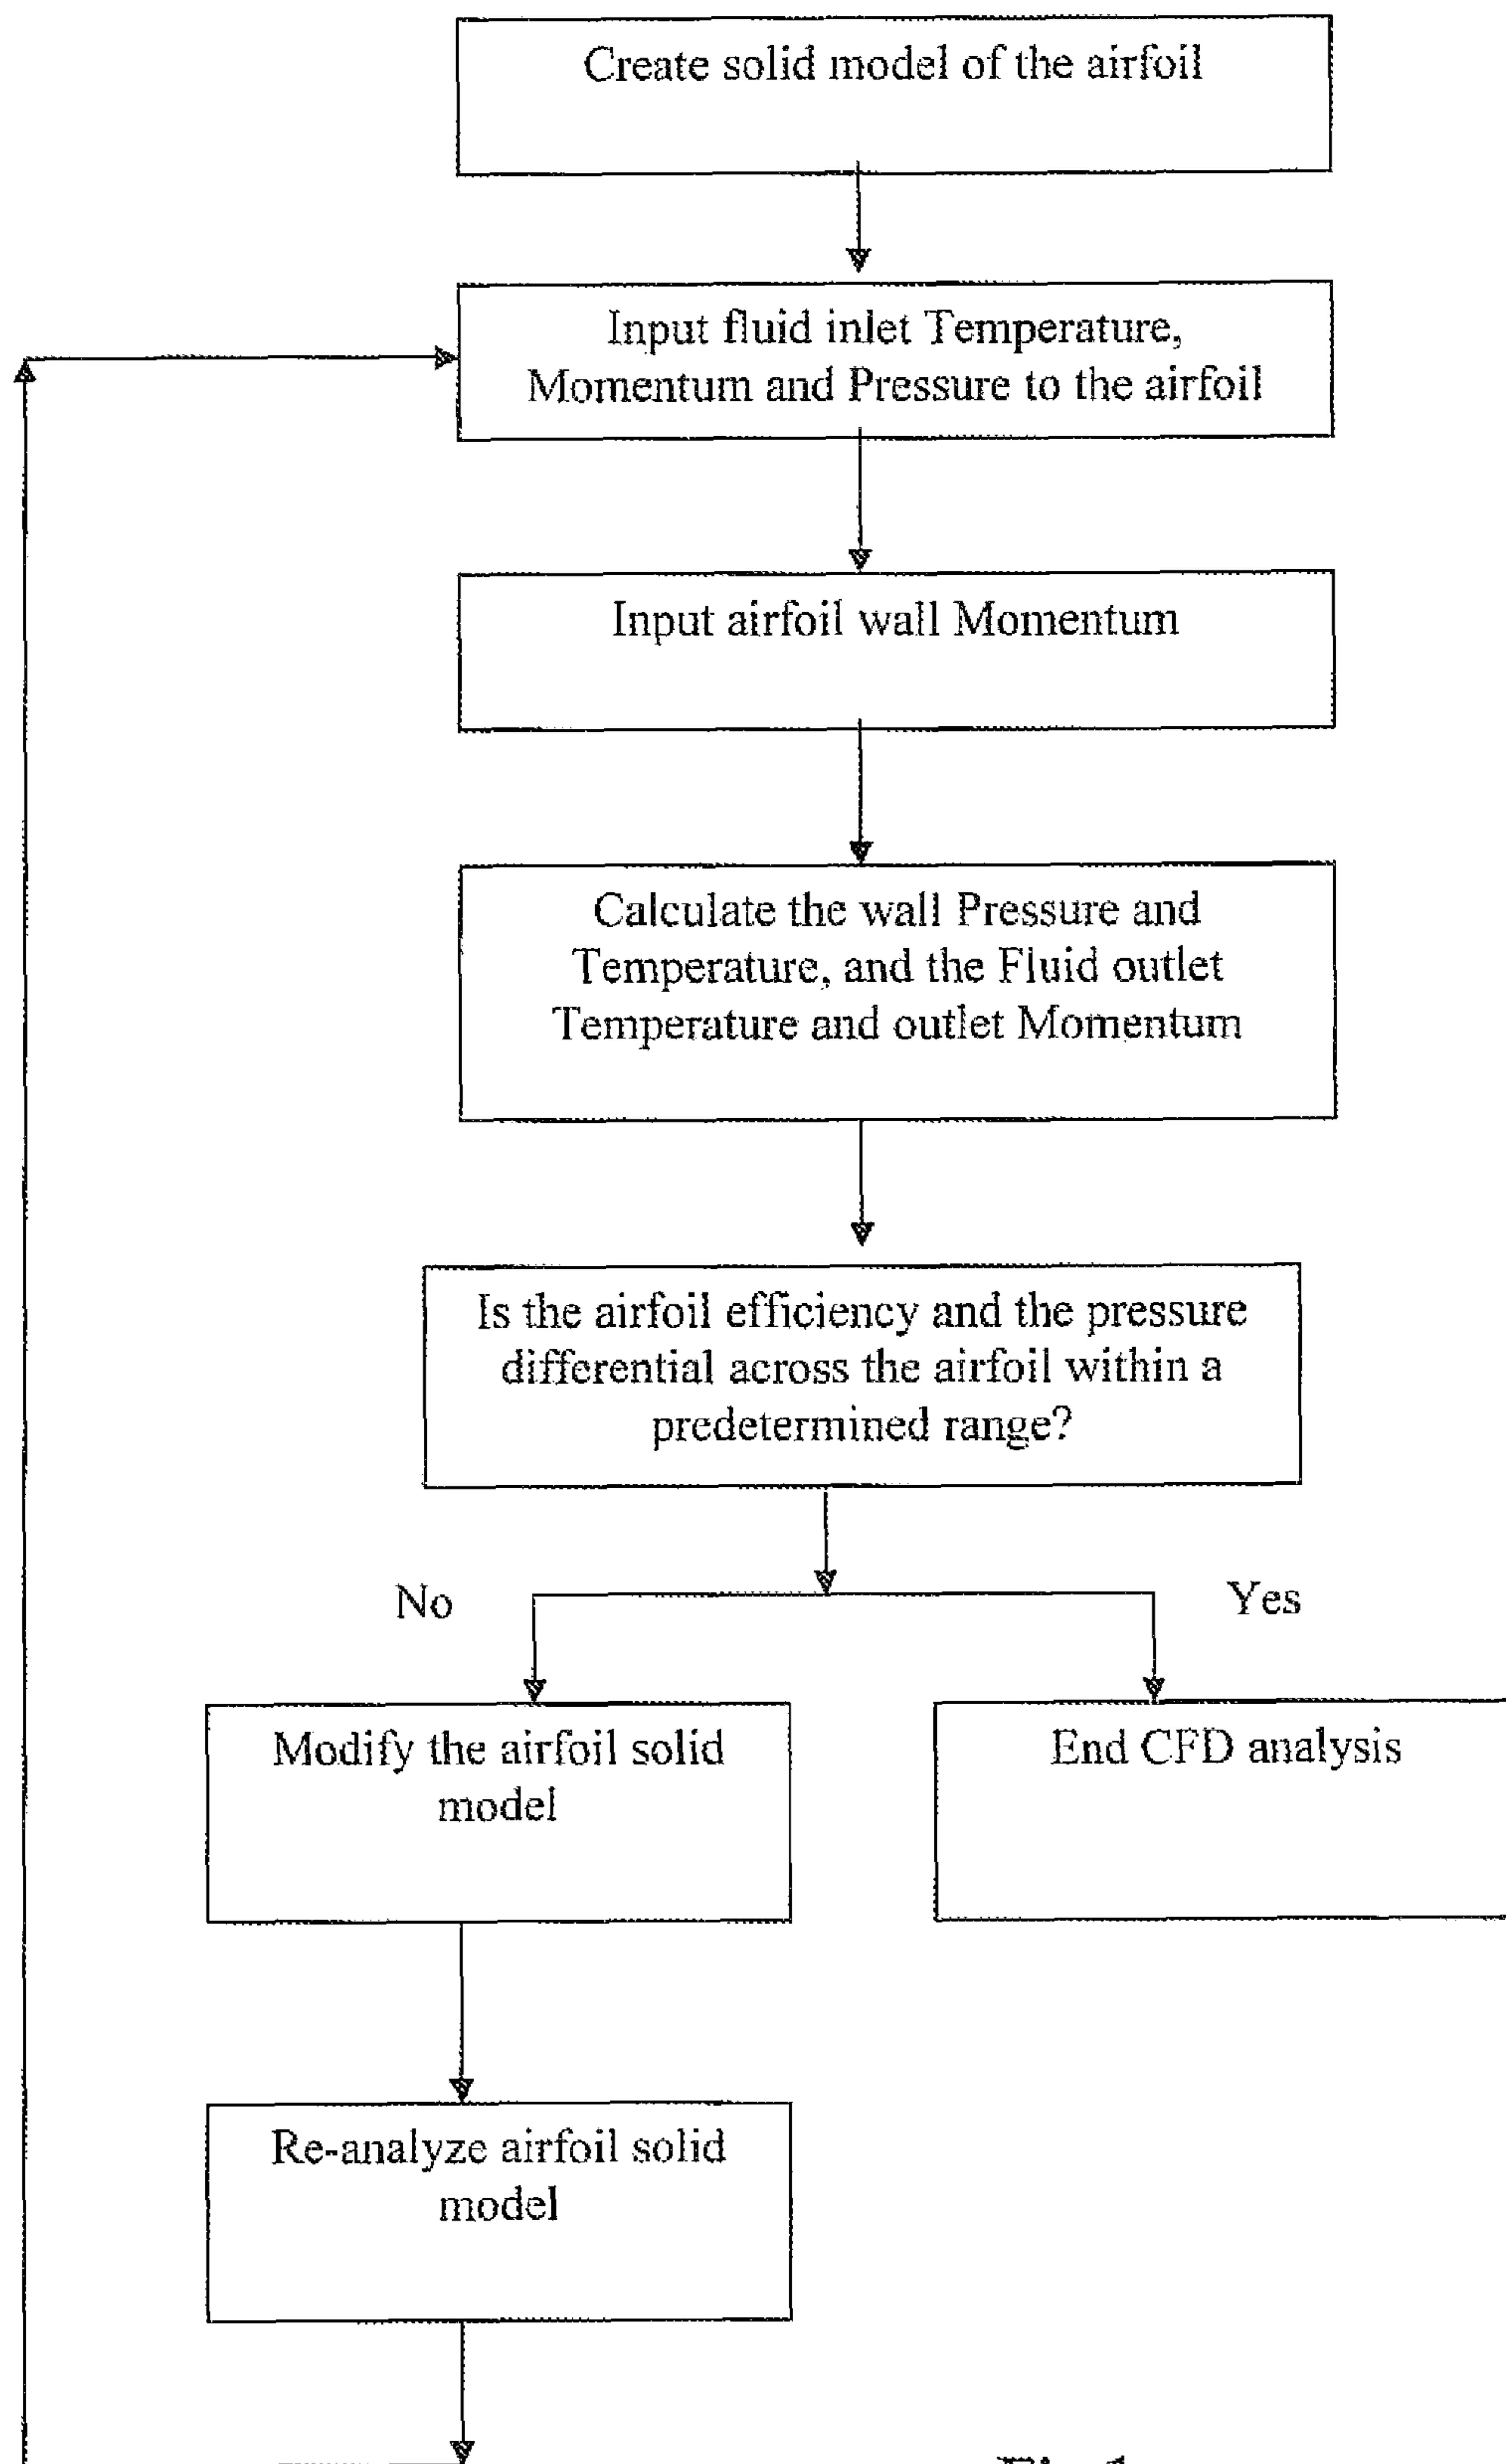 Create solid model of the airfoil
Input fluid inlet Temperature,
Momentum and Pressure to the airfoil
Input airfoil wall Momentum
Calculate the wall Pressure and
Temperature, and the Fluid outlet
Temperature and outlet Momentum
Is the airfoil efficiency and the pressure
differential across the airfoil within a
predetermined range?
No
Yes
Modify the airfoil solid
model
End CFD analysis
Re-analyze airfoil solid
model